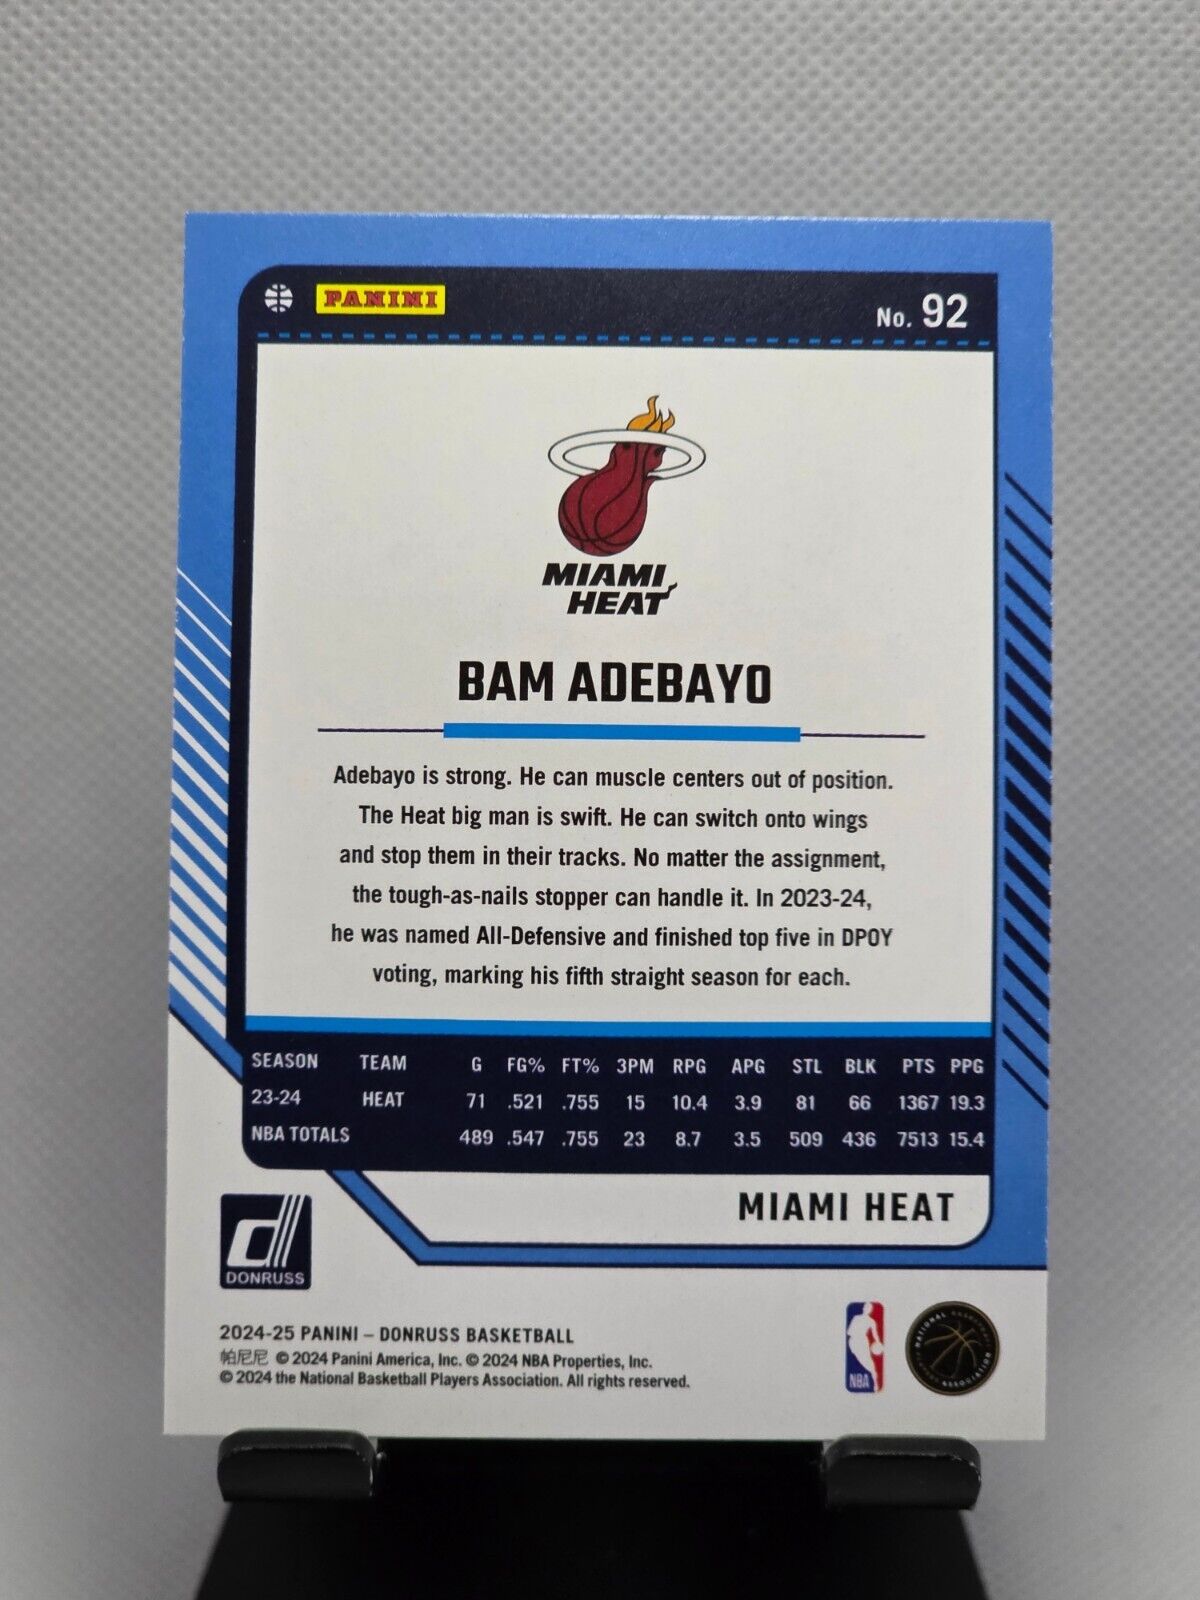 PANINI
No. 92
MIAMI
HEAT
BAM ADEBAYO
Adebayo is strong. He can muscle centers out of position.
The Heat big man is swift. He can switch onto wings
and stop them in their tracks. No matter the assignment,
the tough-as-nails stopper can handle it. In 2023-24,
he was named All-Defensive and finished top five in DPOY
voting, marking his fifth straight season for each.
SEASON TEAM G FG% FT% 3PM RPG APG STL BLK PTS PPG
23-24 HEAT 71 .521 .755 15 10.4 3.9 81 66 1367 19.3
NBA TOTALS 489 .547 .755 23 8.7 3.5 509 436 7513 15.4
MIAMI HEAT
d
DONRUSS
2024-25 PANINI – DONRUSS BASKETBALL
帕尼尼 © 2024 Panini America, Inc. © 2024 NBA Properties, Inc.
© 2024 the National Basketball Players Association. All rights reserved.
NBA
NATIONAL BASKETBALL
ASSOCIATION